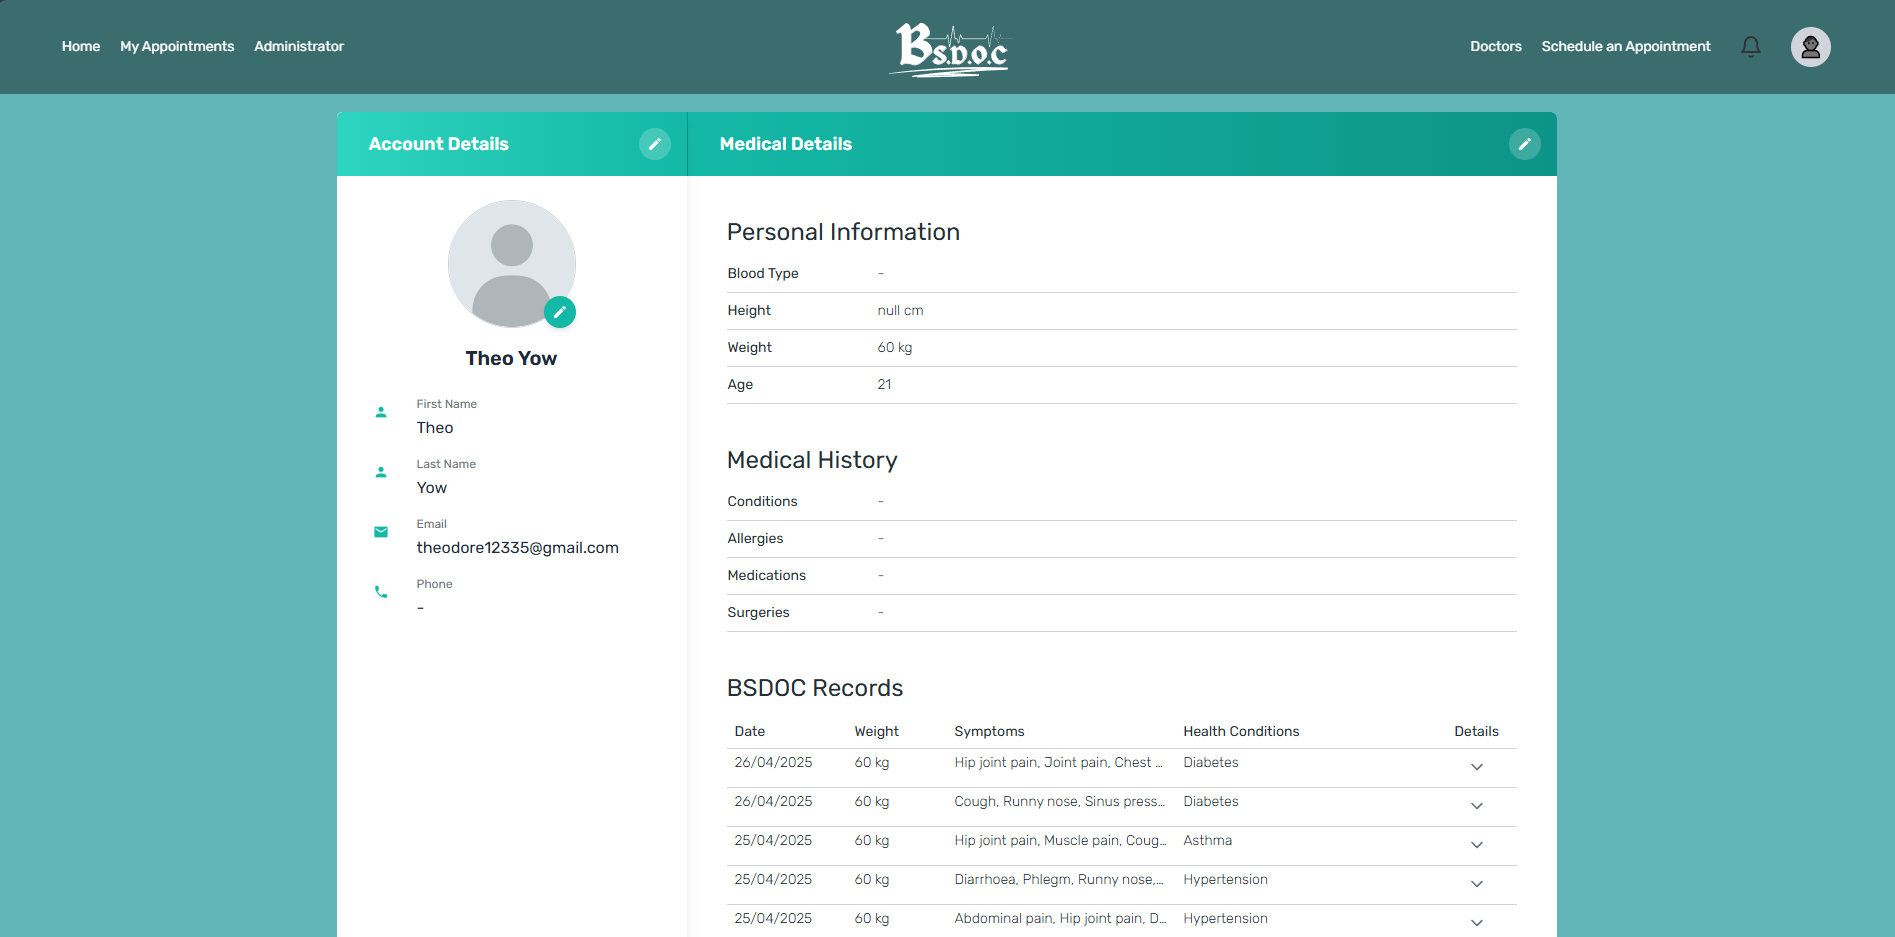 Home My Appointments Administrator BS.D.O.C Doctors Schedule an Appointment
Account Details
Medical Details
Theo Yow
First Name
Theo
Last Name
Yow
Email
theodore12335@gmail.com
Phone
-
Personal Information
Blood Type -
Height null cm
Weight 60 kg
Age 21
Medical History
Conditions -
Allergies -
Medications -
Surgeries -
BSDOC Records
Date Weight Symptoms Health Conditions Details
26/04/2025 60 kg Hip joint pain, Joint pain, Chest ... Diabetes
26/04/2025 60 kg Cough, Runny nose, Sinus press... Diabetes
25/04/2025 60 kg Hip joint pain, Muscle pain, Coug... Asthma
25/04/2025 60 kg Diarrhoea, Phlegm, Runny nose,... Hypertension
25/04/2025 60 kg Abdominal pain, Hip joint pain, D... Hypertension